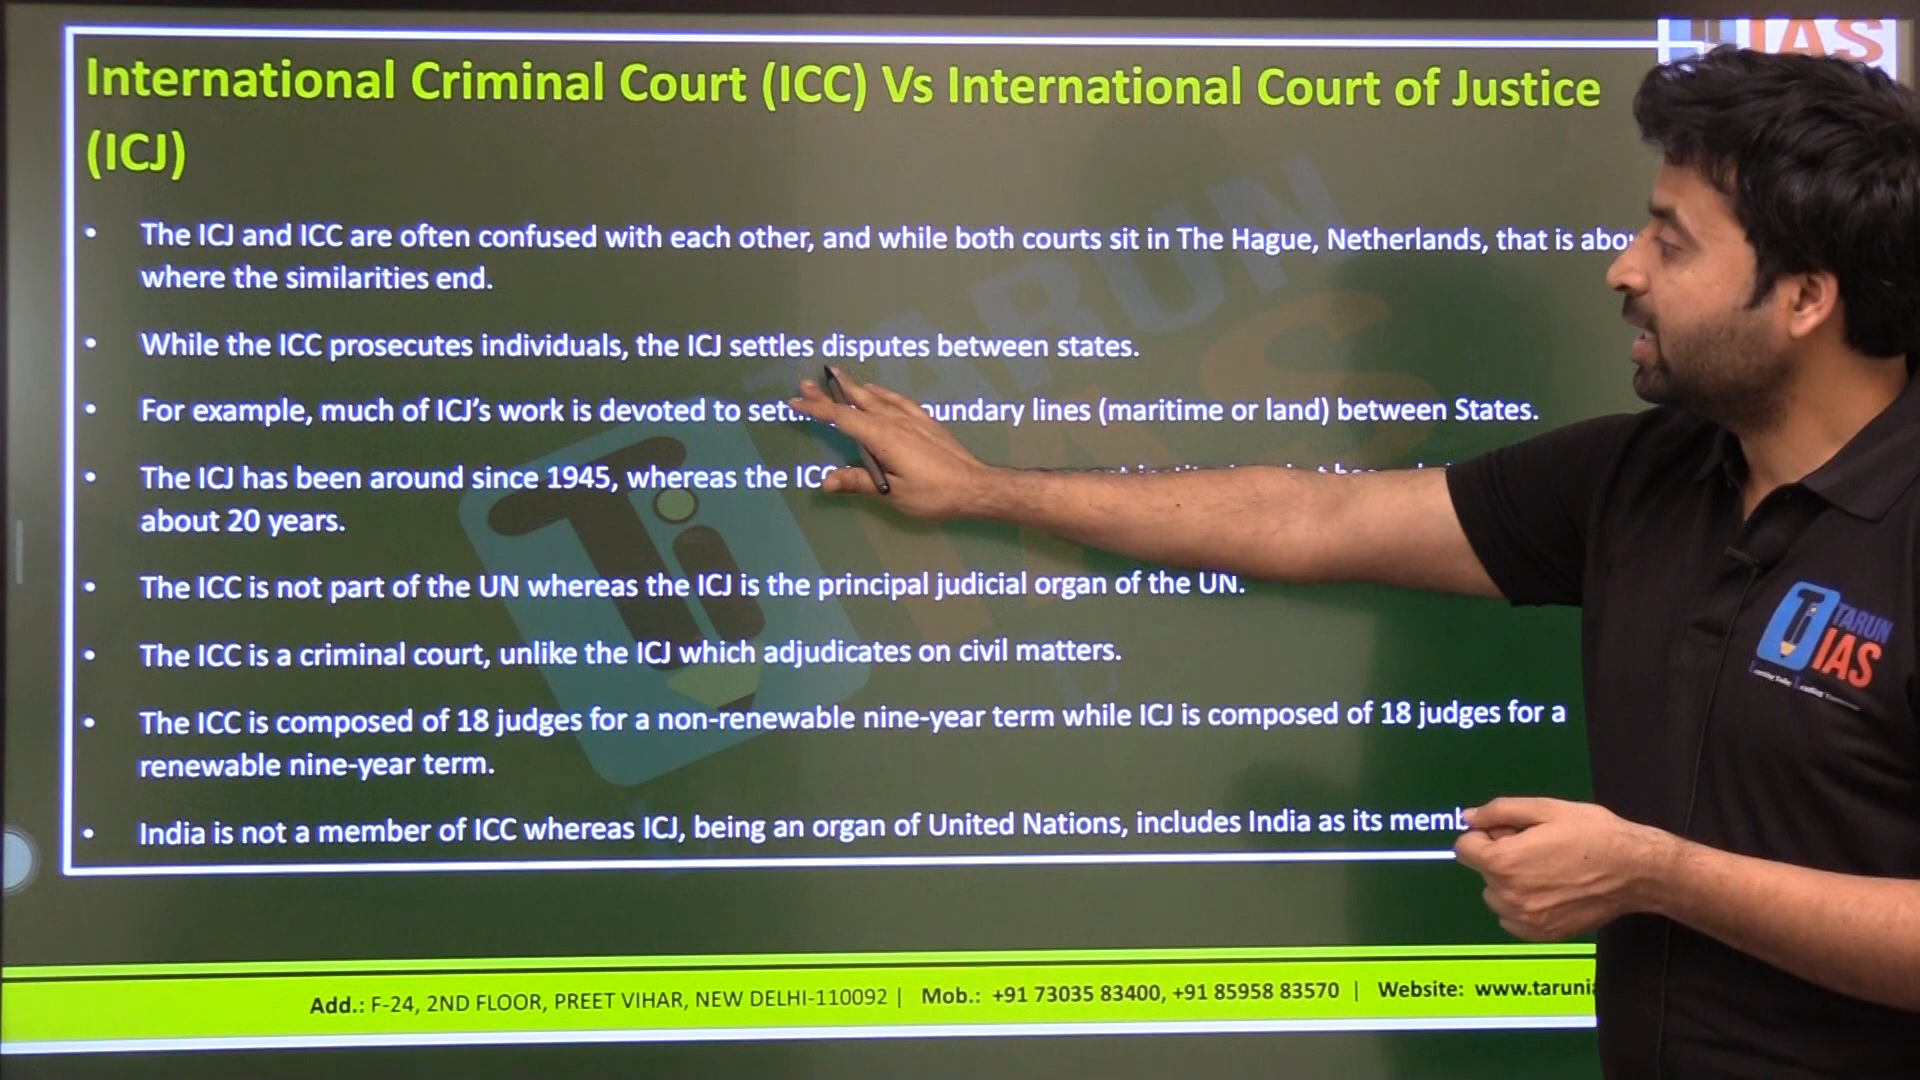 IAS
International Criminal Court (ICC) Vs International Court of Justice
(ICJ)
• The ICJ and ICC are often confused with each other, and while both courts sit in The Hague, Netherlands, that is
where the similarities end.
• While the ICC prosecutes individuals, the ICJ settles disputes between states.
• For example, much of ICJ's work is devoted to lines (maritime or land) between States.
• The ICJ has been around since 1945, whereas the
about 20 years.
• The ICC is not part of the UN whereas the ICJ is the principal judicial organ of the UN.
• The ICC is a criminal court, unlike the ICJ which adjudicates on civil matters.
• The ICC is composed of 18 judges for a non-renewable nine-year term while ICJ is composed of 18 judges for a
renewable nine-year term.
• India is not a member of ICC whereas ICJ, being an organ of United Nations, includes India as its
TARUN
IAS
Ti
Ti TARUN
IAS
Add.: F-24, 2ND FLOOR, PREET VIHAR, NEW DELHI-110092 | Mob.: +91 73035 83400, +91 85958 83570 | Website: